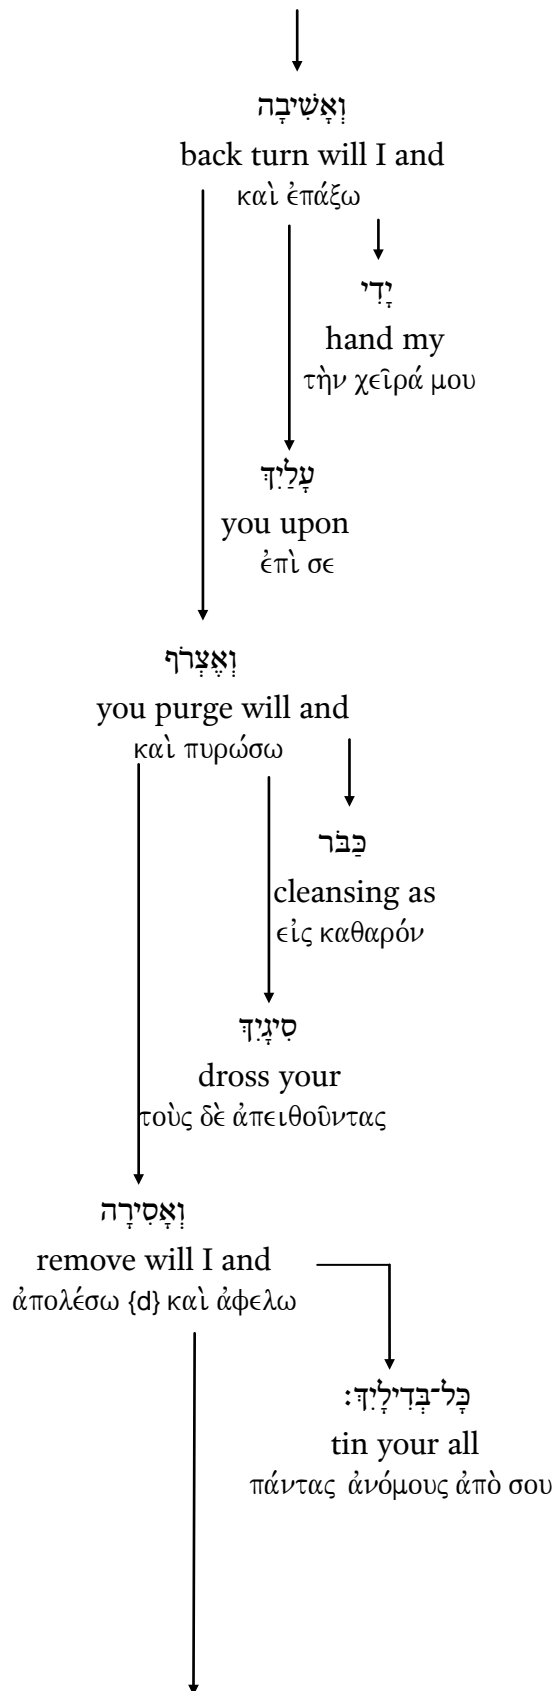 וְאָשִׁיבָה
back turn will I and
καὶ ἐπάξω
יָדִי
hand my
τὴν χεῖρά μου
עָלַיִךְ
you upon
ἐπὶ σε
וְאֶצְרֹף
you purge will and
καὶ πυρώσω
כַּבֹּר
cleansing as
εἰς καθαρόν
סִיגָיִךְ
dross your
τοὺς δὲ ἀπειθοῦντας
וְאָסִירָה
remove will I and
ἀπολέσω {d} καὶ ἀφελω
כָּל־בְּדִילָיִךְ׃
tin your all
πάντας ἀνόμους ἀπὸ σου